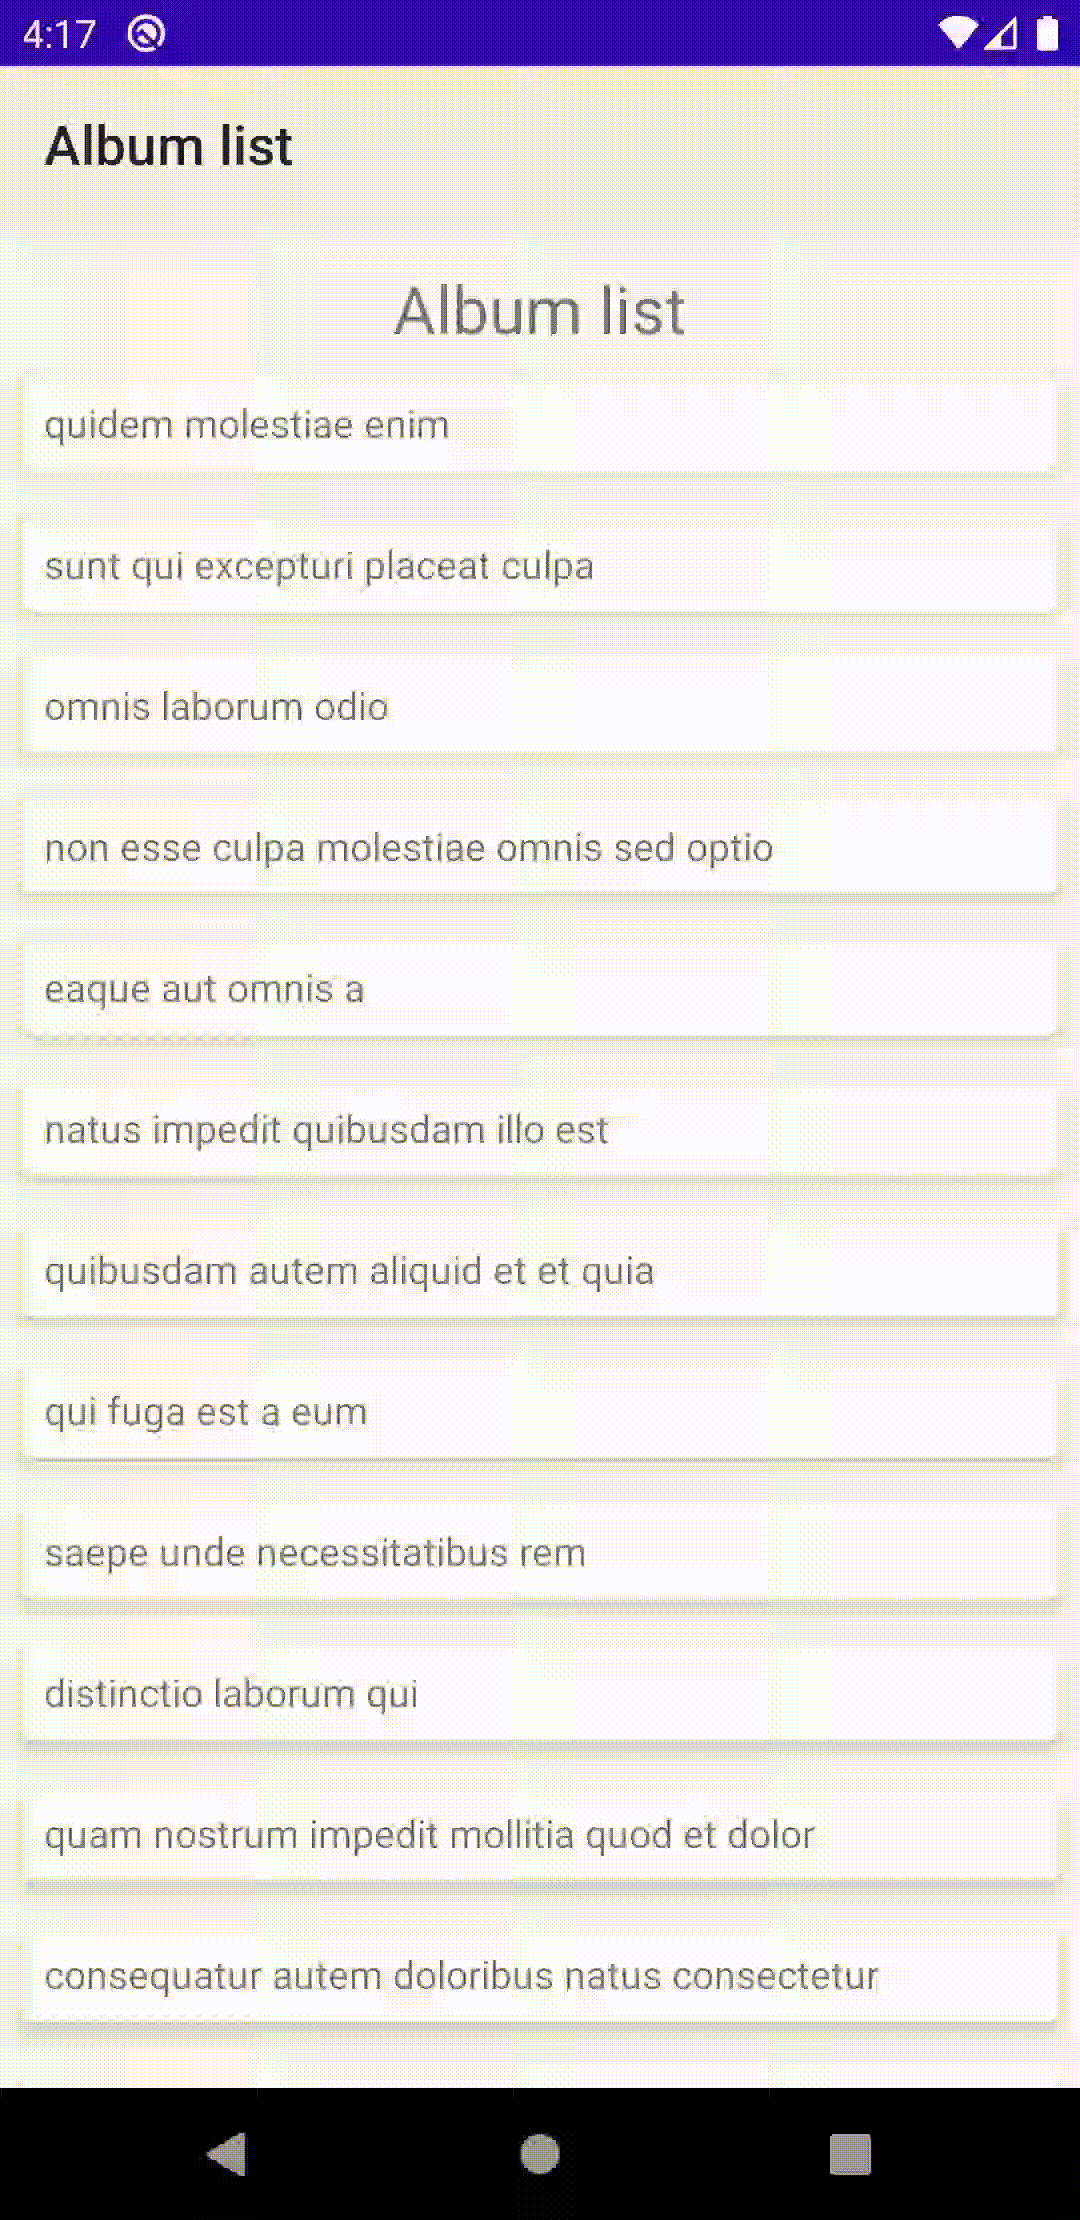 4:17
Album list
Album list
quidem molestiae enim
sunt qui excepturi placeat culpa
omnis laborum odio
non esse culpa molestiae omnis sed optio
eaque aut omnis a
natus impedit quibusdam illo est
quibusdam autem aliquid et et quia
qui fuga est a eum
saepe unde necessitatibus rem
distinctio laborum qui
quam nostrum impedit mollitia quod et dolor
consequatur autem doloribus natus consectetur